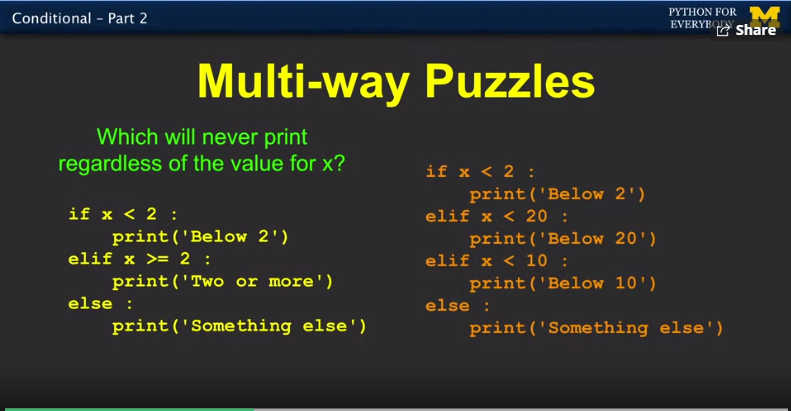 Conditional – Part 2
PYTHON FOR
EVERYBODY
Share
Multi-way Puzzles
Which will never print
regardless of the value for x?
if x < 2 :
    print('Below 2')
elif x >= 2 :
    print('Two or more')
else :
    print('Something else')
if x < 2 :
    print('Below 2')
elif x < 20 :
    print('Below 20')
elif x < 10 :
    print('Below 10')
else :
    print('Something else')